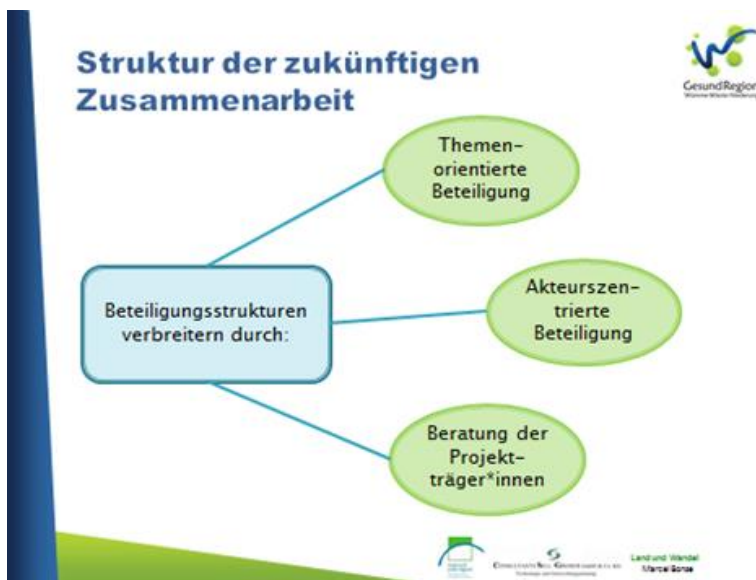 Struktur der zukünftigen
Zusammenarbeit
GesundRegion
Themen-
orientierte
Beteiligung
Beteiligungsstrukturen
verbreitern durch:
Akteurszen-
trierte
Beteiligung
Beratung der
Projekt-
träger*innen
Land und Wandel
Marcel Bonse